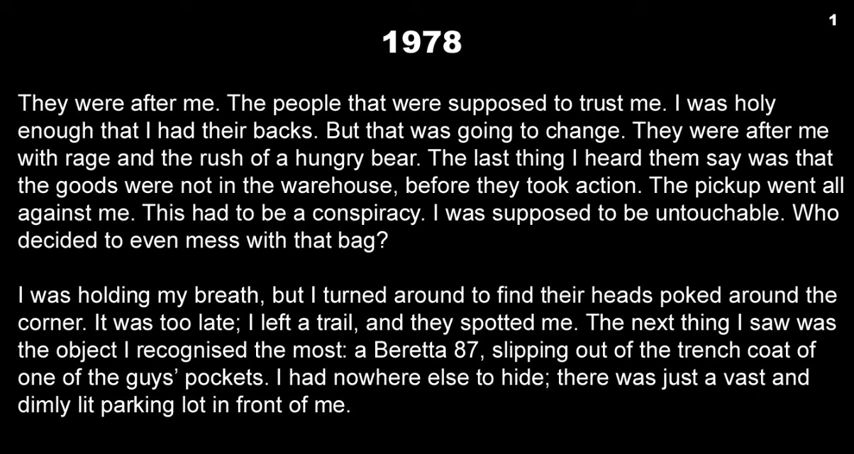 1
1978
They were after me. The people that were supposed to trust me. I was holy
enough that I had their backs. But that was going to change. They were after me
with rage and the rush of a hungry bear. The last thing I heard them say was that
the goods were not in the warehouse, before they took action. The pickup went all
against me. This had to be a conspiracy. I was supposed to be untouchable. Who
decided to even mess with that bag?
I was holding my breath, but I turned around to find their heads poked around the
corner. It was too late; I left a trail, and they spotted me. The next thing I saw was
the object I recognised the most: a Beretta 87, slipping out of the trench coat of
one of the guys’ pockets. I had nowhere else to hide; there was just a vast and
dimly lit parking lot in front of me.